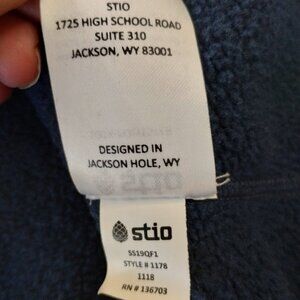 STIO
1725 HIGH SCHOOL ROAD
SUITE 310
JACKSON, WY 83001
DESIGNED IN
JACKSON HOLE, WY
stio
SS19QF1
STYLE # 1178
1118
RN # 136703